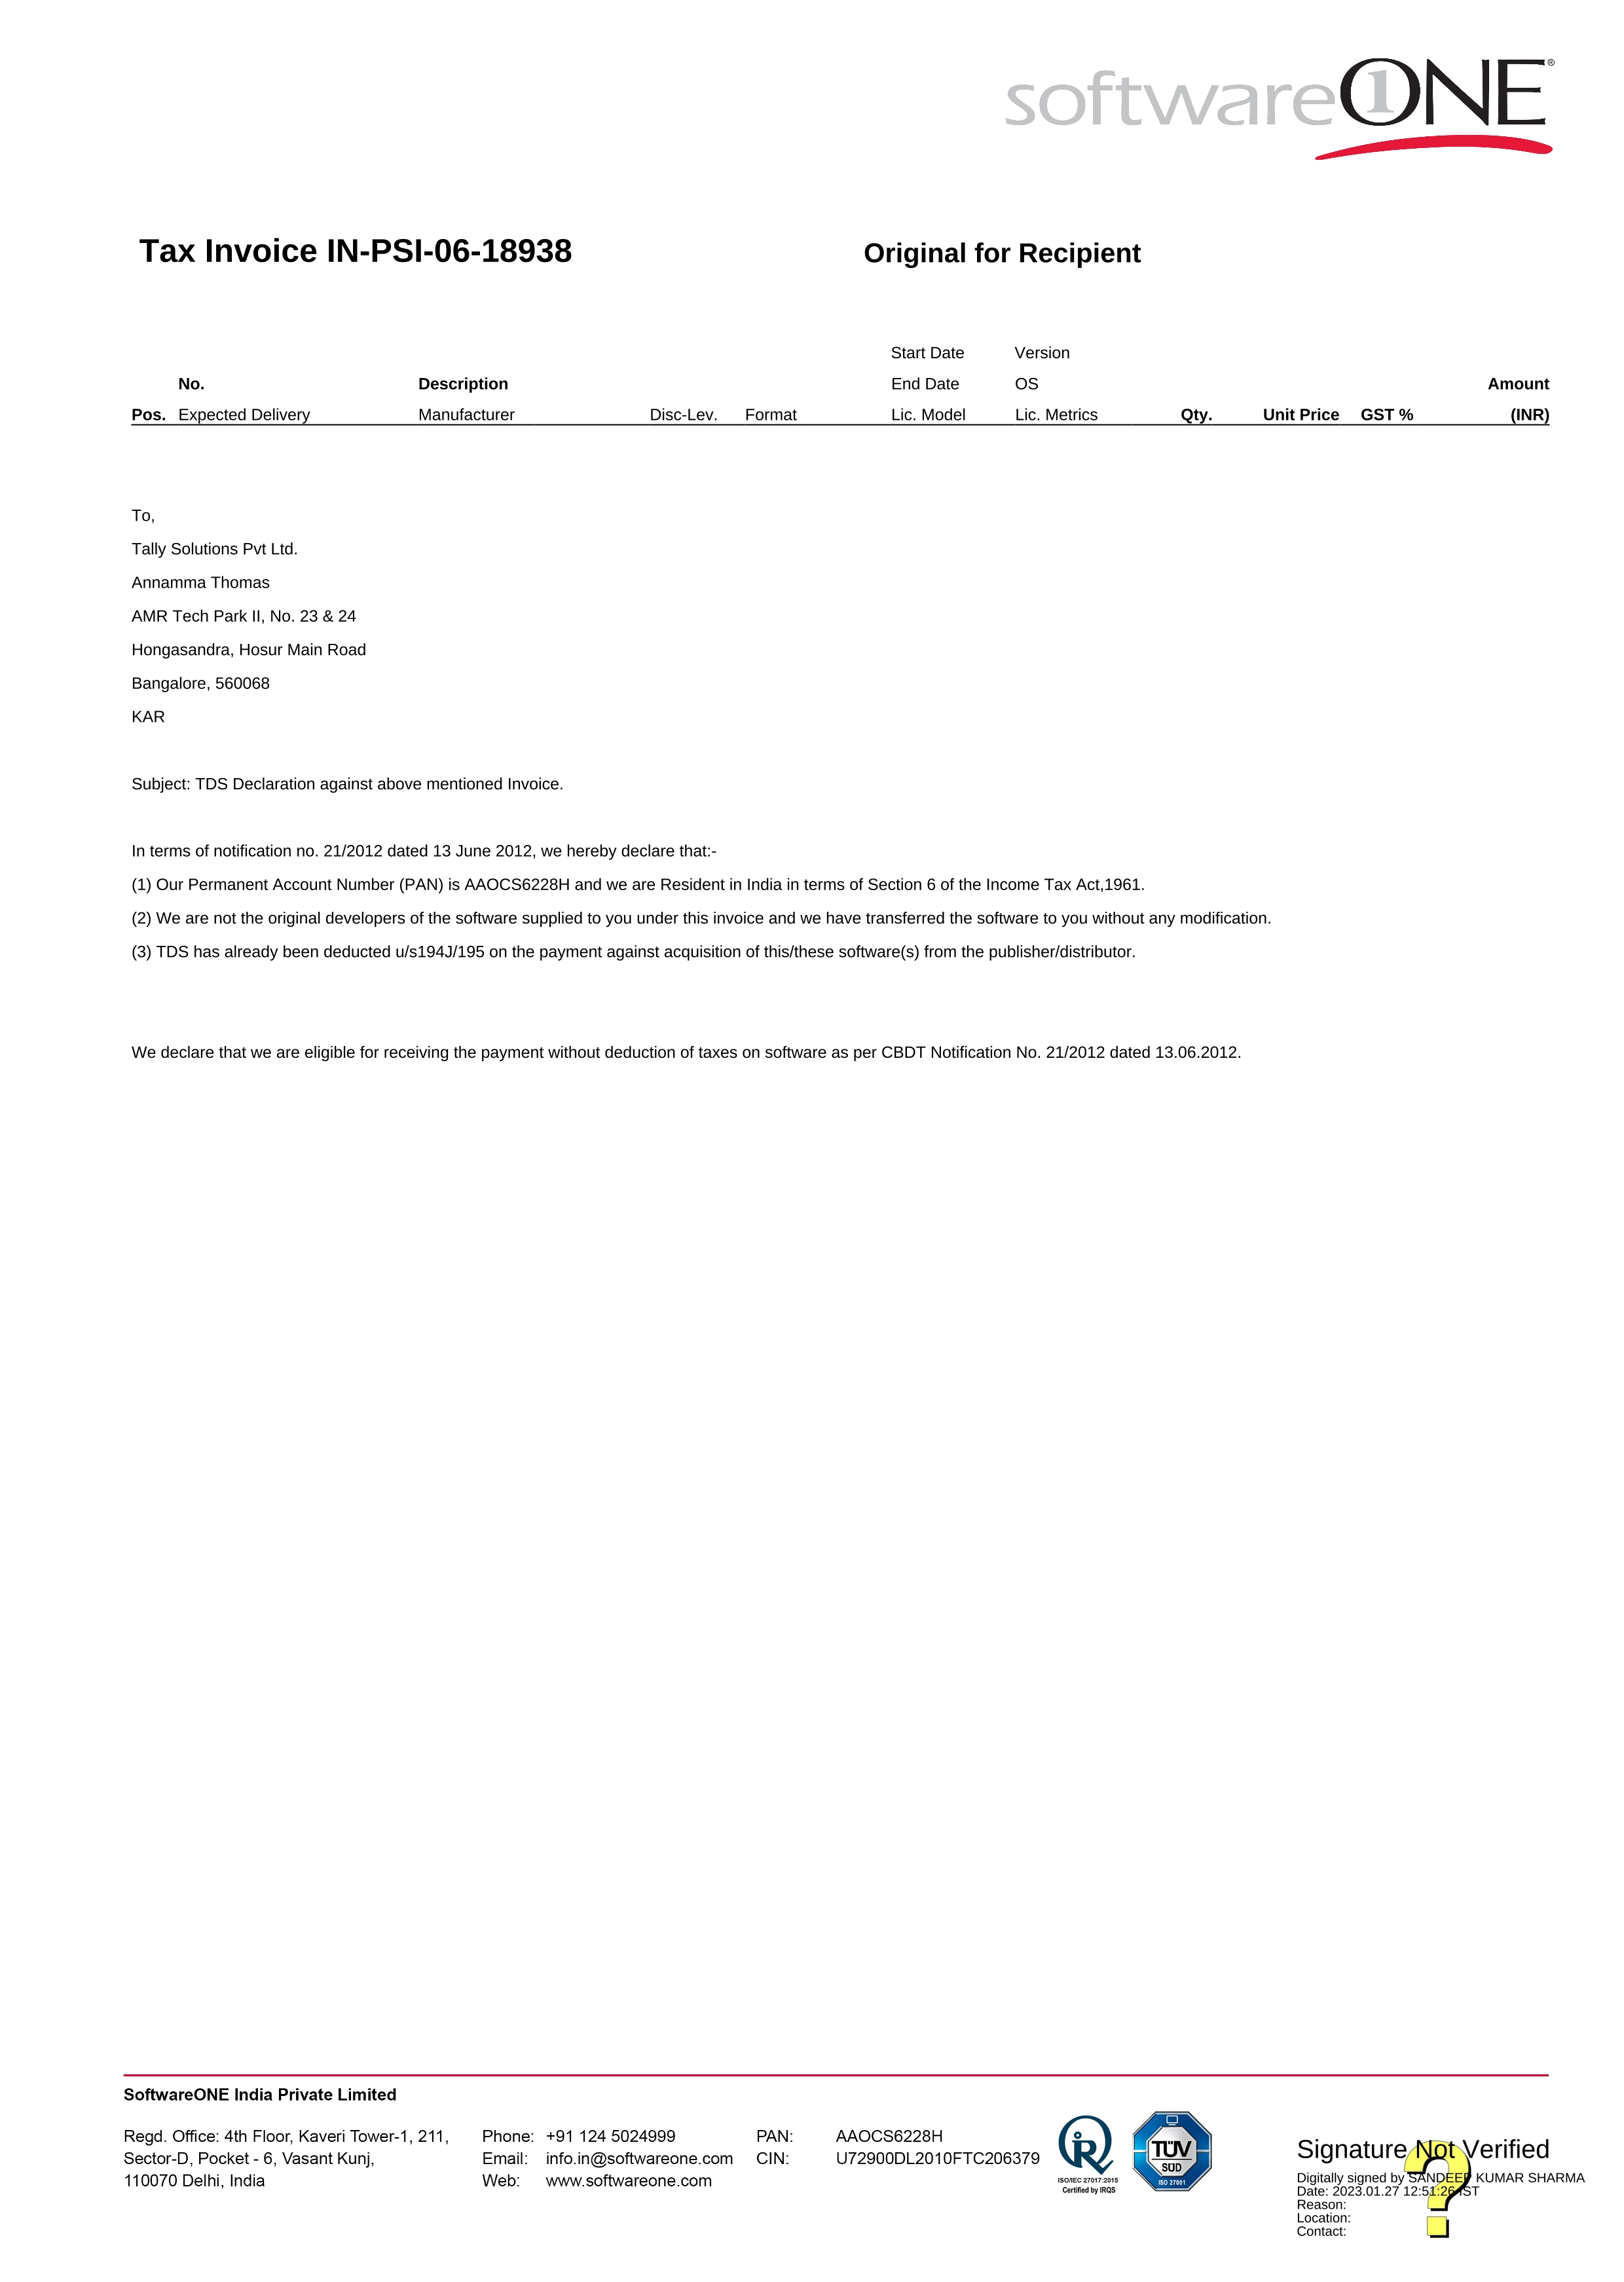 software1ONE®
Tax Invoice IN-PSI-06-18938 Original for Recipient
Start Date Version
No. Description End Date OS Amount
Pos. Expected Delivery Manufacturer Disc-Lev. Format Lic. Model Lic. Metrics Qty. Unit Price GST % (INR)
To,
Tally Solutions Pvt Ltd.
Annamma Thomas
AMR Tech Park II, No. 23 & 24
Hongasandra, Hosur Main Road
Bangalore, 560068
KAR
Subject: TDS Declaration against above mentioned Invoice.
In terms of notification no. 21/2012 dated 13 June 2012, we hereby declare that:-
(1) Our Permanent Account Number (PAN) is AAOCS6228H and we are Resident in India in terms of Section 6 of the Income Tax Act,1961.
(2) We are not the original developers of the software supplied to you under this invoice and we have transferred the software to you without any modification.
(3) TDS has already been deducted u/s194J/195 on the payment against acquisition of this/these software(s) from the publisher/distributor.
We declare that we are eligible for receiving the payment without deduction of taxes on software as per CBDT Notification No. 21/2012 dated 13.06.2012.
SoftwareONE India Private Limited
Regd. Office: 4th Floor, Kaveri Tower-1, 211, Phone: +91 124 5024999 PAN: AAOCS6228H
Sector-D, Pocket - 6, Vasant Kunj, Email: info.in@softwareone.com CIN: U72900DL2010FTC206379
110070 Delhi, India Web: www.softwareone.com
iR
ISO/IEC 27017:2015
Certified by IRQS
TÜV
SÜD
ISO 27001
Signature Not Verified
Digitally signed by SANDEEP KUMAR SHARMA
Date: 2023.01.27 12:51:26 IST
Reason:
Location:
Contact:
?